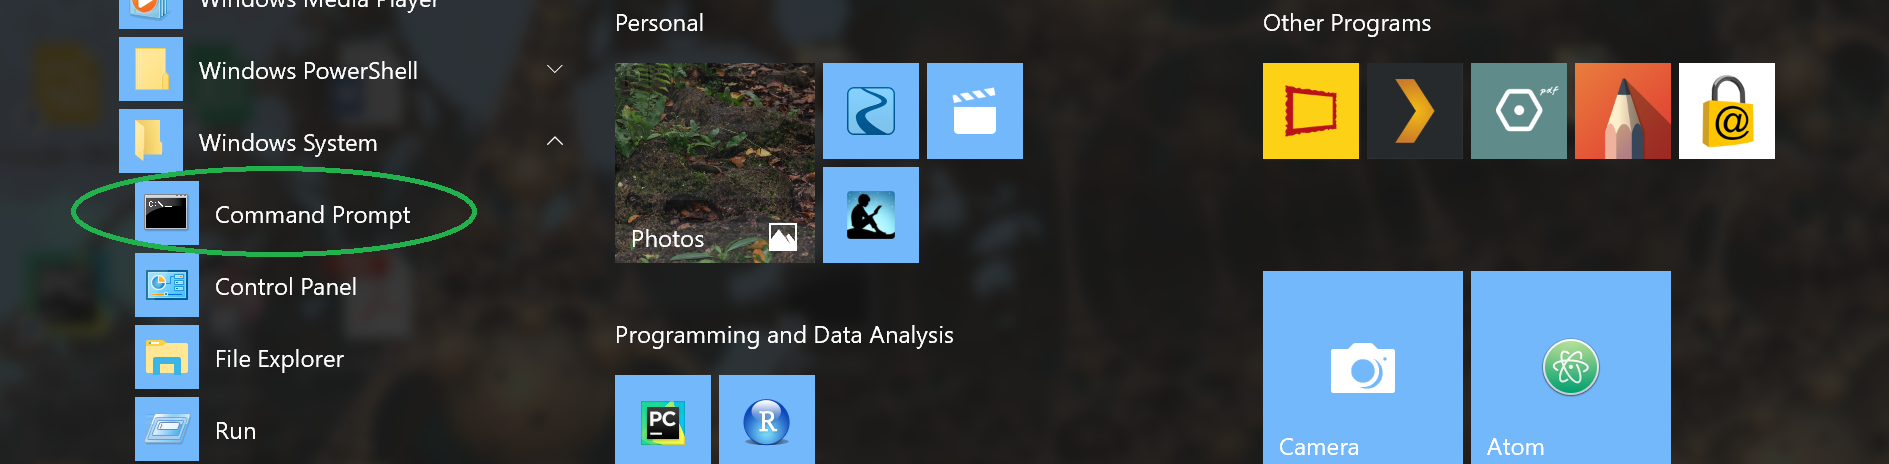 Windows Media Player
Windows PowerShell
Windows System
C:\_
Command Prompt
Control Panel
File Explorer
Run
Personal
Photos
Programming and Data Analysis
PC
R
Other Programs
pdf
@
Camera
Atom